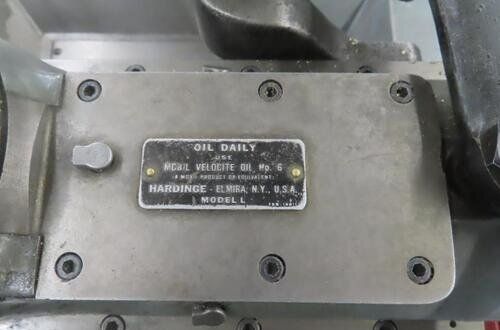 OIL DAILY
USE
MOBIL VELOCITE OIL No. 6
A MOBIL PRODUCT OR EQUIVALENT
HARDINGE - ELMIRA, N.Y., U.S.A.
MODEL L